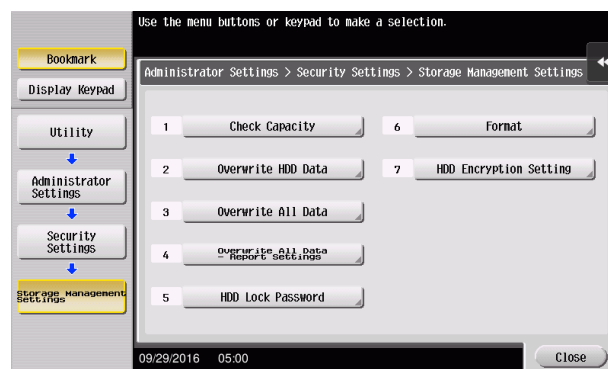 Use the menu buttons or keypad to make a selection.
Bookmark
Display Keypad
Utility
Administrator
Settings
Security
Settings
Storage Management
Settings
Administrator Settings > Security Settings > Storage Management Settings
1 Check Capacity
2 Overwrite HDD Data
3 Overwrite All Data
4 Overwrite All Data
- Report Settings
5 HDD Lock Password
6 Format
7 HDD Encryption Setting
09/29/2016 05:00
Close